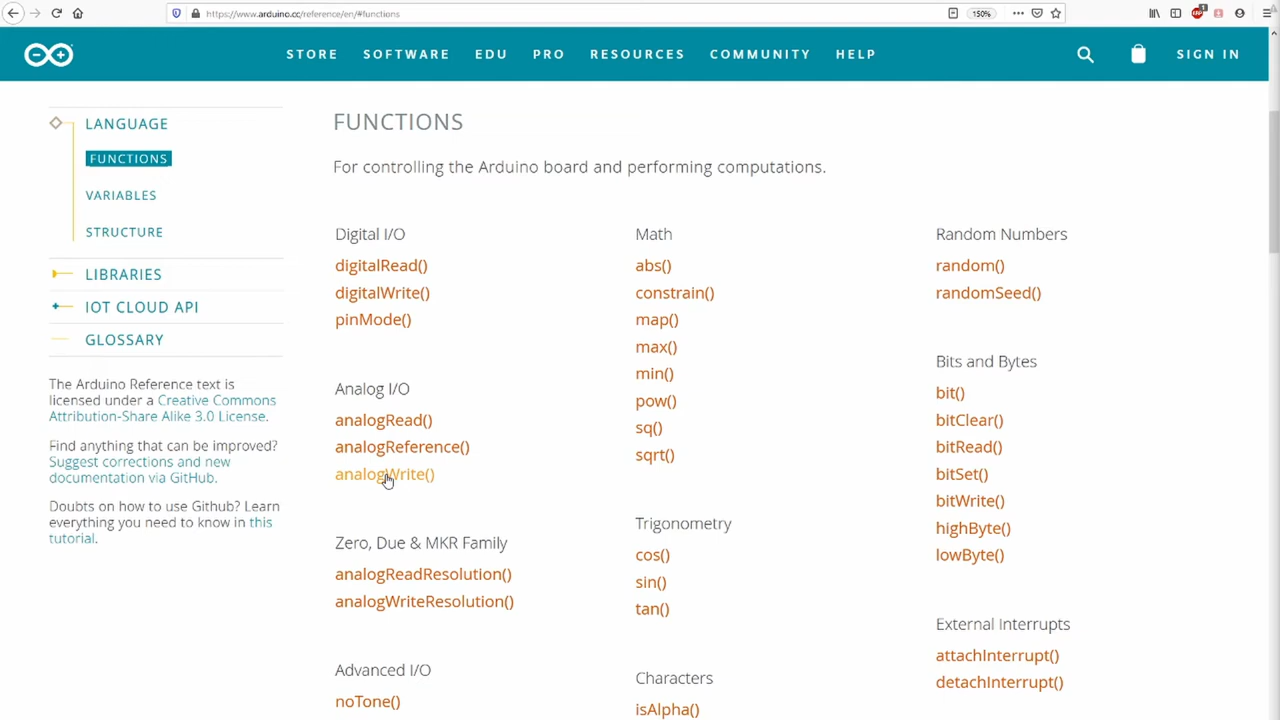 https://www.arduino.cc/reference/en/#functions
150%
STORE SOFTWARE EDU PRO RESOURCES COMMUNITY HELP SIGN IN
LANGUAGE
FUNCTIONS
VARIABLES
STRUCTURE
LIBRARIES
IOT CLOUD API
GLOSSARY
The Arduino Reference text is
licensed under a Creative Commons
Attribution-Share Alike 3.0 License.
Find anything that can be improved?
Suggest corrections and new
documentation via GitHub.
Doubts on how to use Github? Learn
everything you need to know in this
tutorial.
FUNCTIONS
For controlling the Arduino board and performing computations.
Digital I/O
digitalRead()
digitalWrite()
pinMode()
Analog I/O
analogRead()
analogReference()
analogWrite()
Zero, Due & MKR Family
analogReadResolution()
analogWriteResolution()
Advanced I/O
noTone()
Math
abs()
constrain()
map()
max()
min()
pow()
sq()
sqrt()
Trigonometry
cos()
sin()
tan()
Characters
isAlpha()
Random Numbers
random()
randomSeed()
Bits and Bytes
bit()
bitClear()
bitRead()
bitSet()
bitWrite()
highByte()
lowByte()
External Interrupts
attachInterrupt()
detachInterrupt()